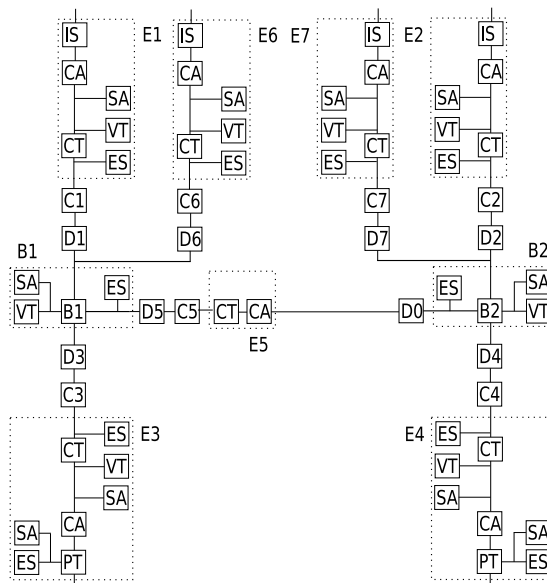 IS E1 IS E6 E7 IS E2 IS
CA CA CA CA
SA SA SA SA
VT VT VT VT
CT CT CT CT
ES ES ES ES
C1 C6 C7 C2
D1 D6 D7 D2
B1 B2
SA ES ES SA
VT B1 D5 C5 CT CA D0 B2 VT
E5
D3 D4
C3 C4
ES E3 E4 ES
CT CT
VT VT
SA SA
CA CA
SA SA
ES PT PT ES